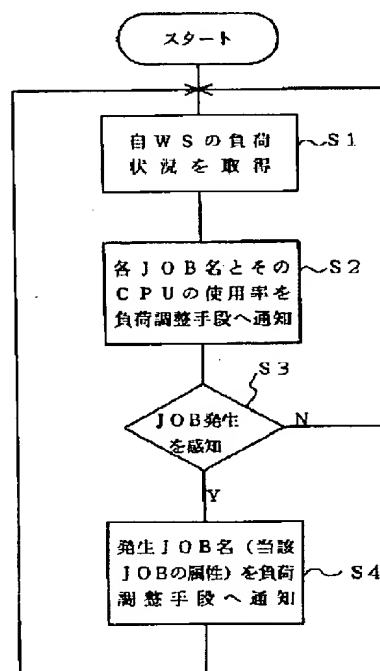 スタート
自WSの負荷
状況を取得
S1
各JOB名とその
CPUの使用率を
負荷調整手段へ通知
S2
S3
JOB発生
を感知
N
Y
発生JOB名（当該
JOBの属性）を負荷
調整手段へ通知
S4